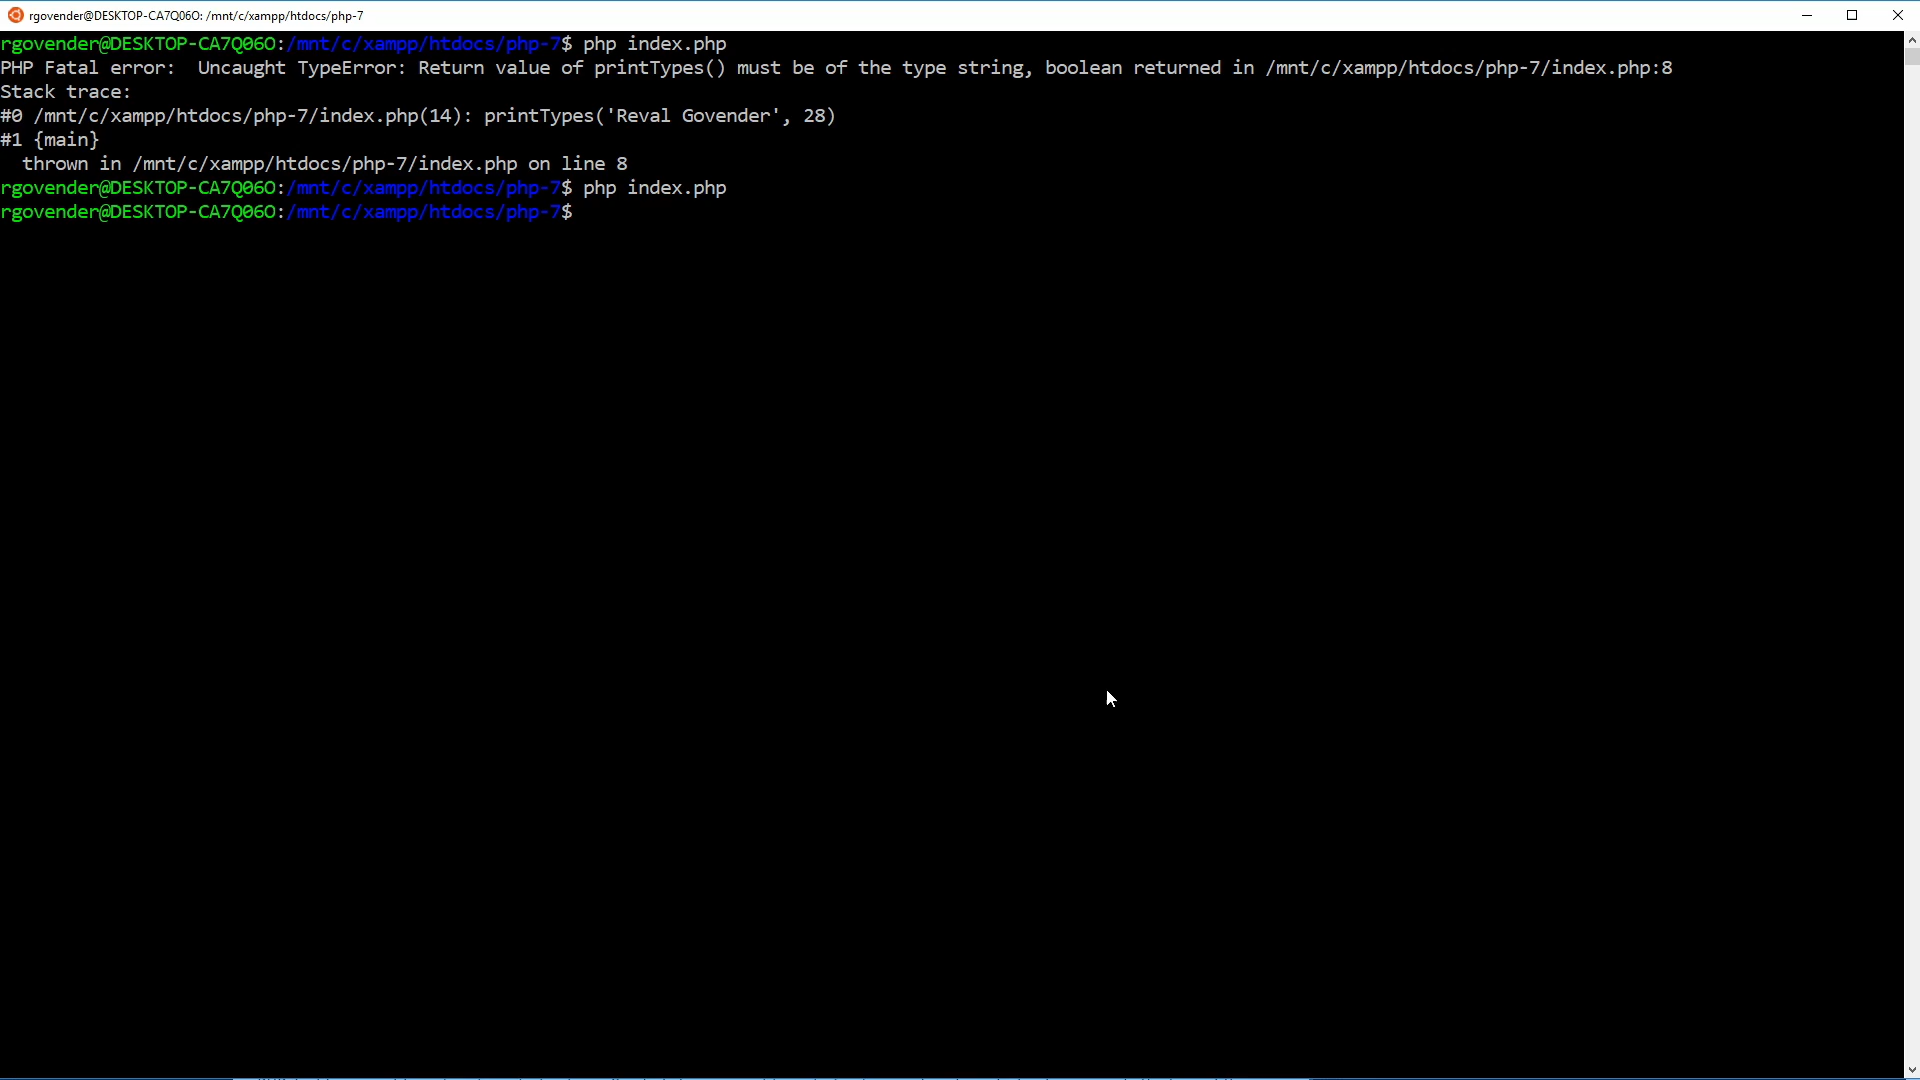 rgovender@DESKTOP-CA7Q06O: /mnt/c/xampp/htdocs/php-7
rgovender@DESKTOP-CA7Q06O:/mnt/c/xampp/htdocs/php-7$ php index.php
PHP Fatal error:  Uncaught TypeError: Return value of printTypes() must be of the type string, boolean returned in /mnt/c/xampp/htdocs/php-7/index.php:8
Stack trace:
#0 /mnt/c/xampp/htdocs/php-7/index.php(14): printTypes('Reval Govender', 28)
#1 {main}
  thrown in /mnt/c/xampp/htdocs/php-7/index.php on line 8
rgovender@DESKTOP-CA7Q06O:/mnt/c/xampp/htdocs/php-7$ php index.php
rgovender@DESKTOP-CA7Q06O:/mnt/c/xampp/htdocs/php-7$